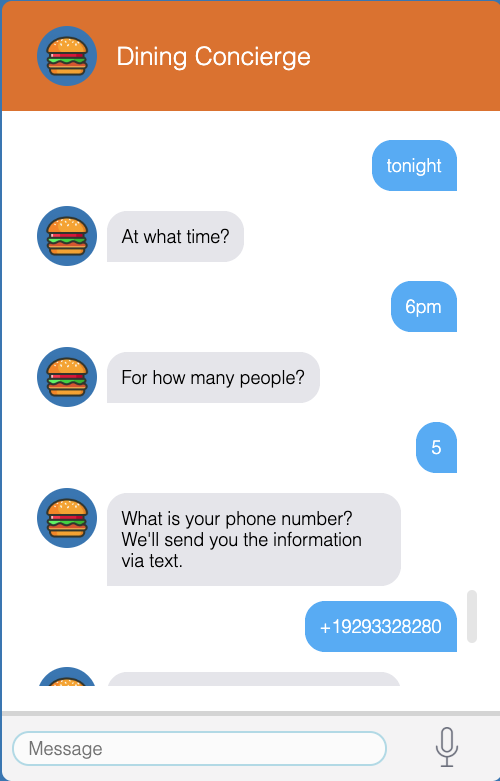 Dining Concierge
tonight
At what time?
6pm
For how many people?
5
What is your phone number?
We'll send you the information
via text.
+19293328280
Message